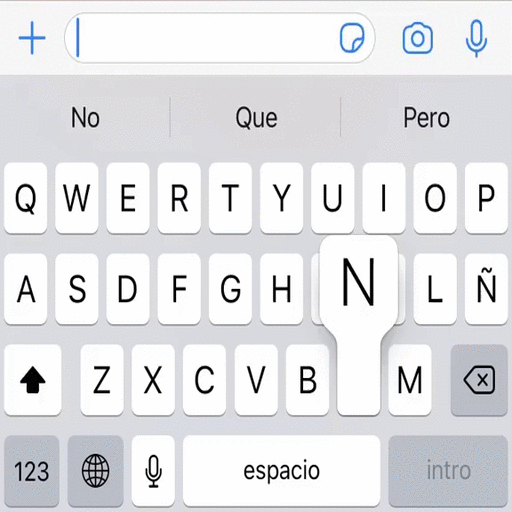 No Que Pero
Q W E R T Y U I O P
A S D F G H L Ñ
Z X C V B N M
123 espacio intro